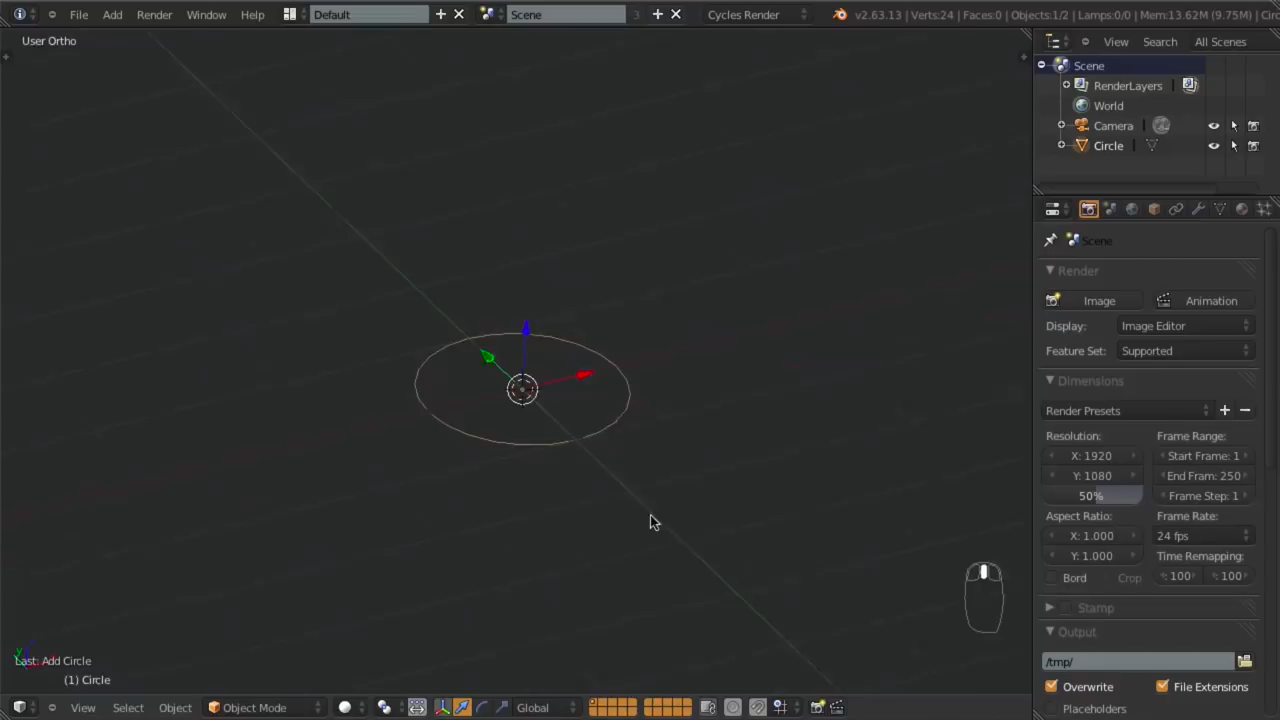 File Add Render Window Help Default Scene 3 Cycles Render v2.63.13 | Verts:24 | Faces:0 | Objects:1/2 | Lamps:0/0 | Mem:13.62M (9.75M) | Circ
User Ortho
View Search All Scenes
Scene
RenderLayers
World
Camera
Circle
Scene
Render
Image Animation
Display: Image Editor
Feature Set: Supported
Dimensions
Render Presets
Resolution: Frame Range:
X: 1920 Start Frame: 1
Y: 1080 End Fram: 250
50% Frame Step: 1
Aspect Ratio: Frame Rate:
X: 1.000 24 fps
Y: 1.000 Time Remapping:
Bord Crop : 100 : 100
Stamp
Output
/tmp/
Overwrite File Extensions
Placeholders
y
Last: Add Circle
(1) Circle
View Select Object Object Mode Global